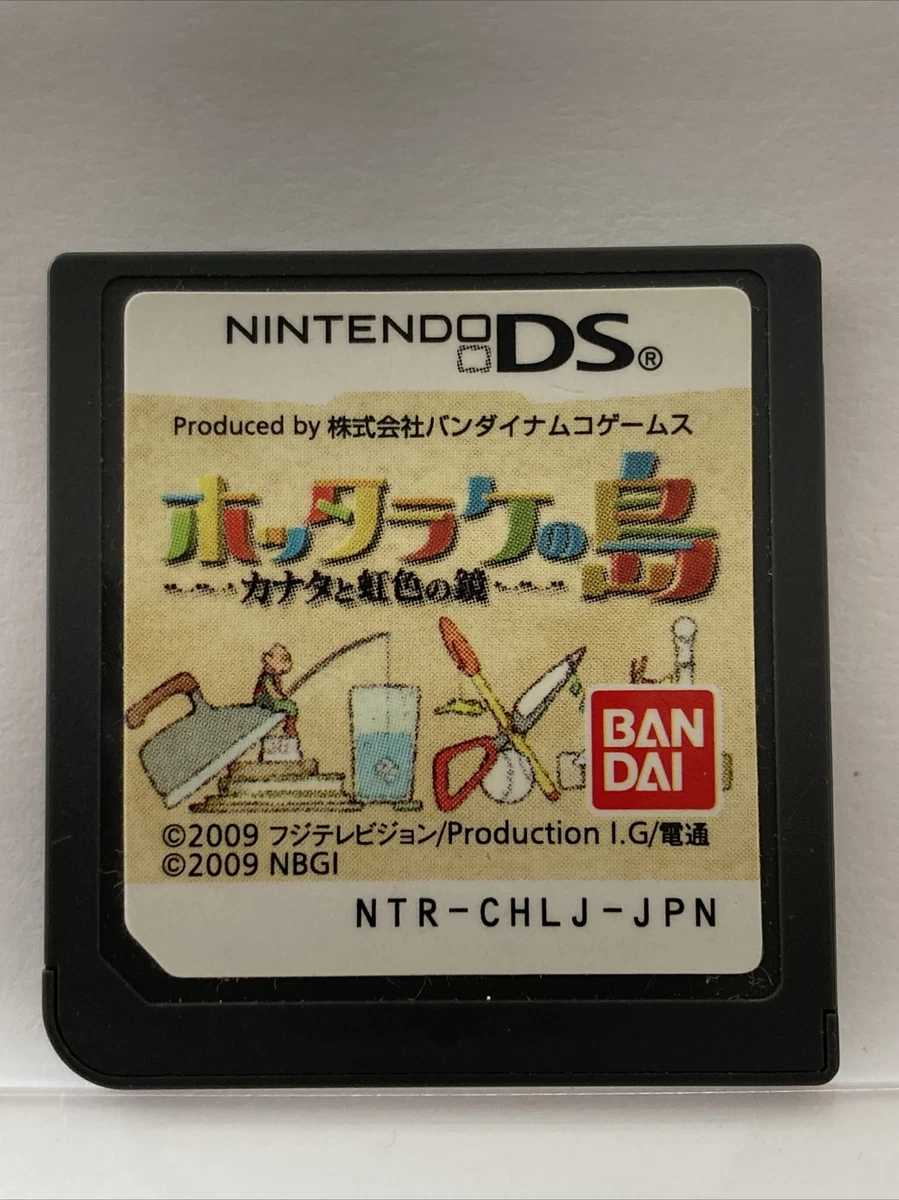 NINTENDO DS®
Produced by 株式会社バンダイナムコゲームス
ホッタラケの島
カナタと虹色の鏡
BAN
DAI
©2009 フジテレビジョン/Production I.G/電通
©2009 NBGI
NTR-CHLJ-JPN